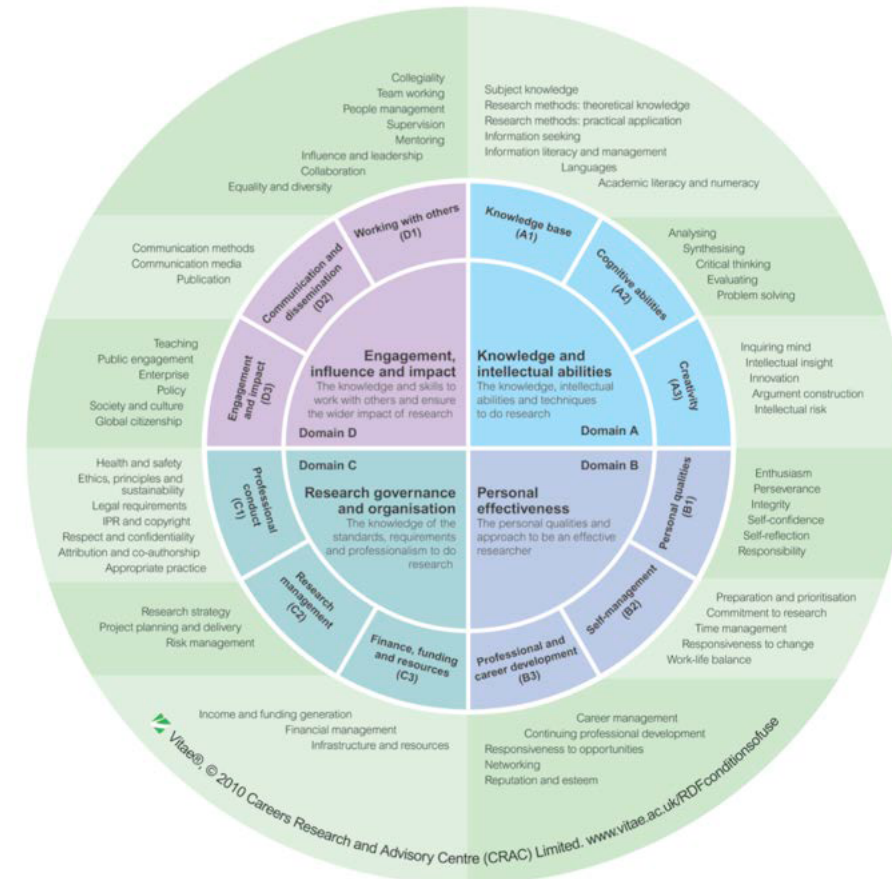 Collegiality
Team working
People management
Supervision
Mentoring
Influence and leadership
Collaboration
Equality and diversity
Subject knowledge
Research methods: theoretical knowledge
Research methods: practical application
Information seeking
Information literacy and management
Languages
Academic literacy and numeracy
Communication methods
Communication media
Publication
Analysing
Synthesising
Critical thinking
Evaluating
Problem solving
Teaching
Public engagement
Enterprise
Policy
Society and culture
Global citizenship
Inquiring mind
Intellectual insight
Innovation
Argument construction
Intellectual risk
Working with others
(D1)
Communication and
dissemination
(D2)
Engagement
and impact
(D3)
Knowledge base
(A1)
Cognitive abilities
(A2)
Creativity
(A3)
Engagement,
influence and impact
The knowledge and skills to
work with others and ensure
the wider impact of research
Domain D
Knowledge and
intellectual abilities
The knowledge, intellectual
abilities and techniques
to do research
Domain A
Domain C
Research governance
and organisation
The knowledge of the
standards, requirements
and professionalism to do
research
Domain B
Personal
effectiveness
The personal qualities and
approach to be an effective
researcher
Professional
conduct
(C1)
Research
management
(C2)
Finance, funding
and resources
(C3)
Personal qualities
(B1)
Self-management
(B2)
Professional and
career development
(B3)
Health and safety
Ethics, principles and
sustainability
Legal requirements
IPR and copyright
Respect and confidentiality
Attribution and co-authorship
Appropriate practice
Enthusiasm
Perseverance
Integrity
Self-confidence
Self-reflection
Responsibility
Research strategy
Project planning and delivery
Risk management
Preparation and prioritisation
Commitment to research
Time management
Responsiveness to change
Work-life balance
Income and funding generation
Financial management
Infrastructure and resources
Career management
Continuing professional development
Responsiveness to opportunities
Networking
Reputation and esteem
Vitae®, © 2010 Careers Research and Advisory Centre (CRAC) Limited. www.vitae.ac.uk/RDFconditionsofuse